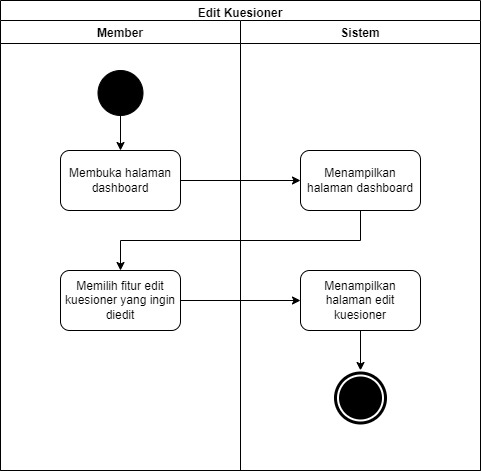 Edit Kuesioner
Member
Sistem
Membuka halaman
dashboard
Menampilkan
halaman dashboard
Memilih fitur edit
kuesioner yang ingin
diedit
Menampilkan
halaman edit
kuesioner